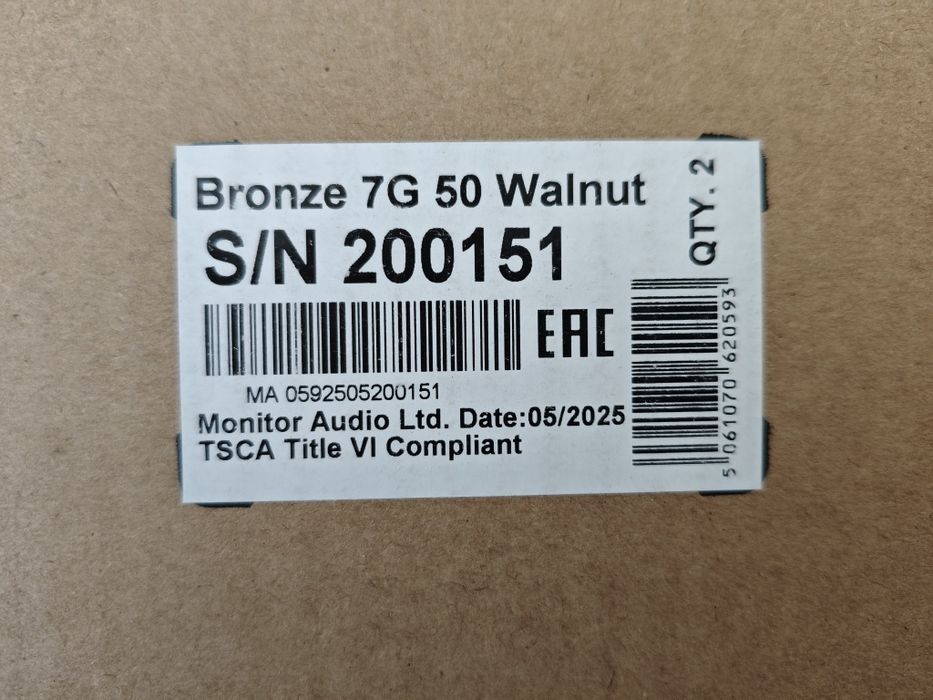 Bronze 7G 50 Walnut
S/N 200151
EAC
MA 0592505200151
Monitor Audio Ltd. Date:05/2025
TSCA Title VI Compliant
QTY. 2
5 061070 620593